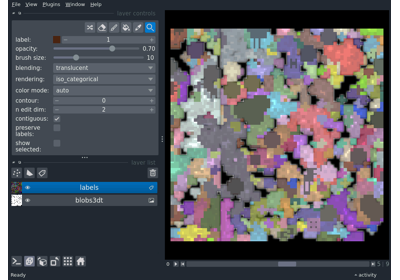 File View Plugins Window Help
layer controls
label: 1
opacity: 0.70
brush size: 10
blending: translucent
rendering: iso_categorical
color mode: auto
contour: 0
n edit dim: 2
contiguous:
preserve
labels:
show
selected:
layer list
labels
blobs3dt
Ready
activity